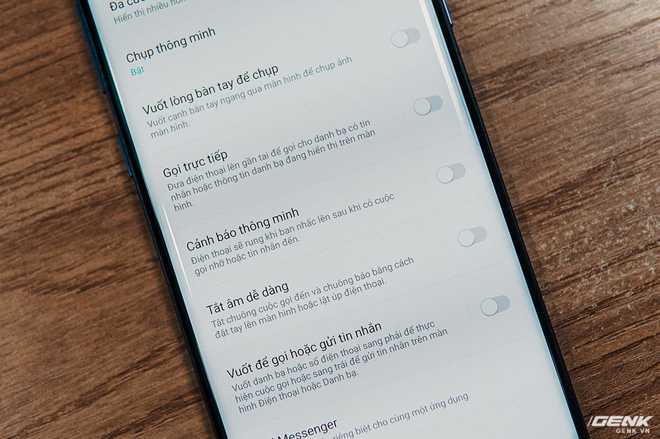 Đa cử
Hiển thị nhiều hơn
Chụp thông minh
Bật
Vuốt lòng bàn tay để chụp
Vuốt cạnh bàn tay ngang qua màn hình để chụp ảnh
màn hình.
Gọi trực tiếp
Đưa điện thoại lên gần tai để gọi cho danh bạ có tin
nhắn hoặc thông tin danh bạ đang hiển thị trên màn
hình.
Cảnh báo thông minh
Điện thoại sẽ rung khi bạn nhấc lên sau khi có cuộc
gọi nhỡ hoặc tin nhắn đến.
Tắt âm dễ dàng
Tắt chuông cuộc gọi đến và chuông báo bằng cách
đặt tay lên màn hình hoặc lật úp điện thoại.
Vuốt để gọi hoặc gửi tin nhắn
Vuốt danh bạ hoặc số điện thoại sang phải để thực
hiện cuộc gọi hoặc sang trái để gửi tin nhắn trên màn
hình Điện thoại hoặc Danh bạ.
Messenger
riêng biệt cho cùng một ứng dụng.
GENK
GENK.VN